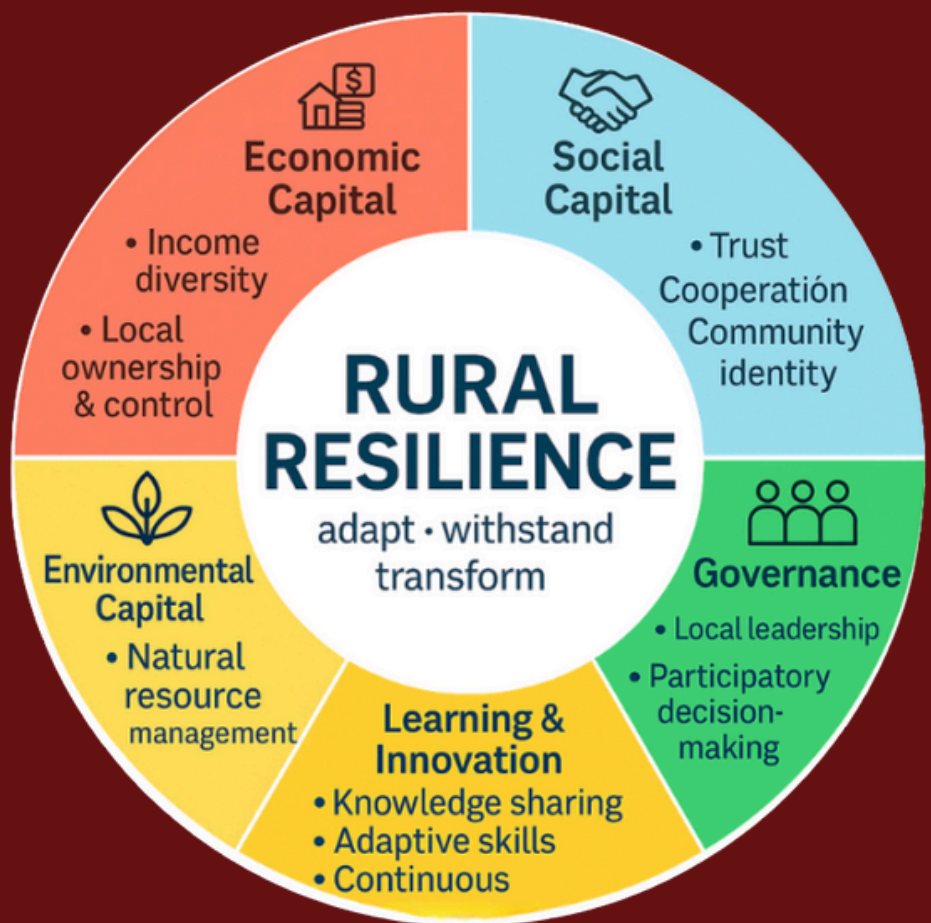 $
Economic
Capital
• Income
diversity
• Local
ownership
& control
Social
Capital
• Trust
Cooperatión
Community
identity
RURAL
RESILIENCE
adapt · withstand
transform
Environmental
Capital
• Natural
resource
management
Governance
• Local leadership
• Participatory
decision-
making
Learning &
Innovation
• Knowledge sharing
• Adaptive skills
• Continuous